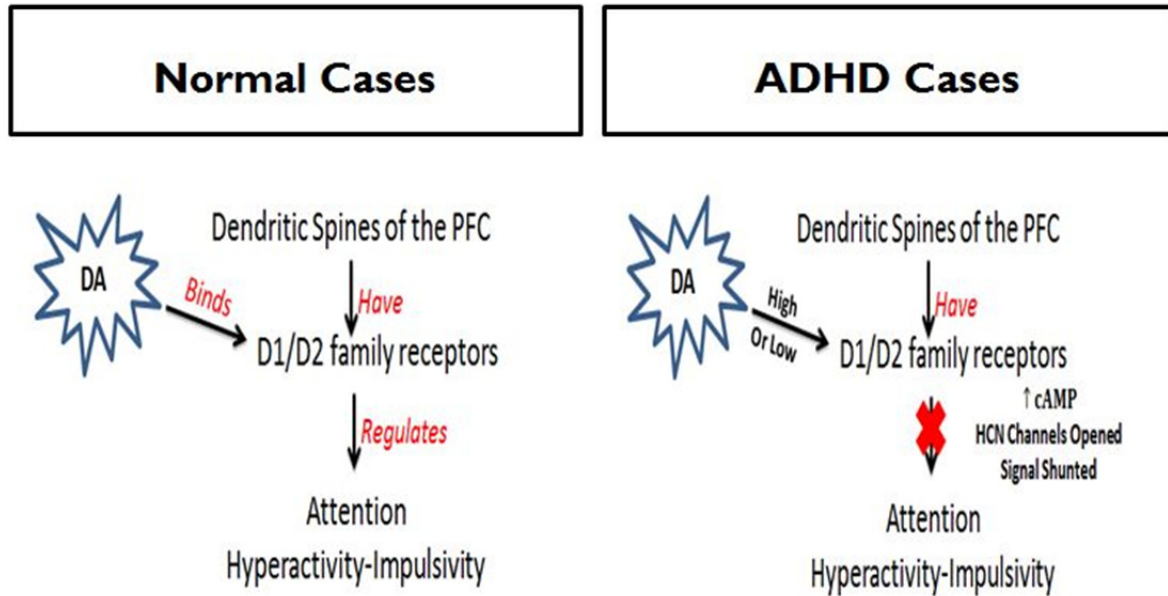 Normal Cases
DA
Binds
Dendritic Spines of the PFC
Have
D1/D2 family receptors
Regulates
Attention
Hyperactivity-Impulsivity
ADHD Cases
DA
High
Or Low
Dendritic Spines of the PFC
Have
D1/D2 family receptors
↑ cAMP
HCN Channels Opened
Signal Shunted
Attention
Hyperactivity-Impulsivity